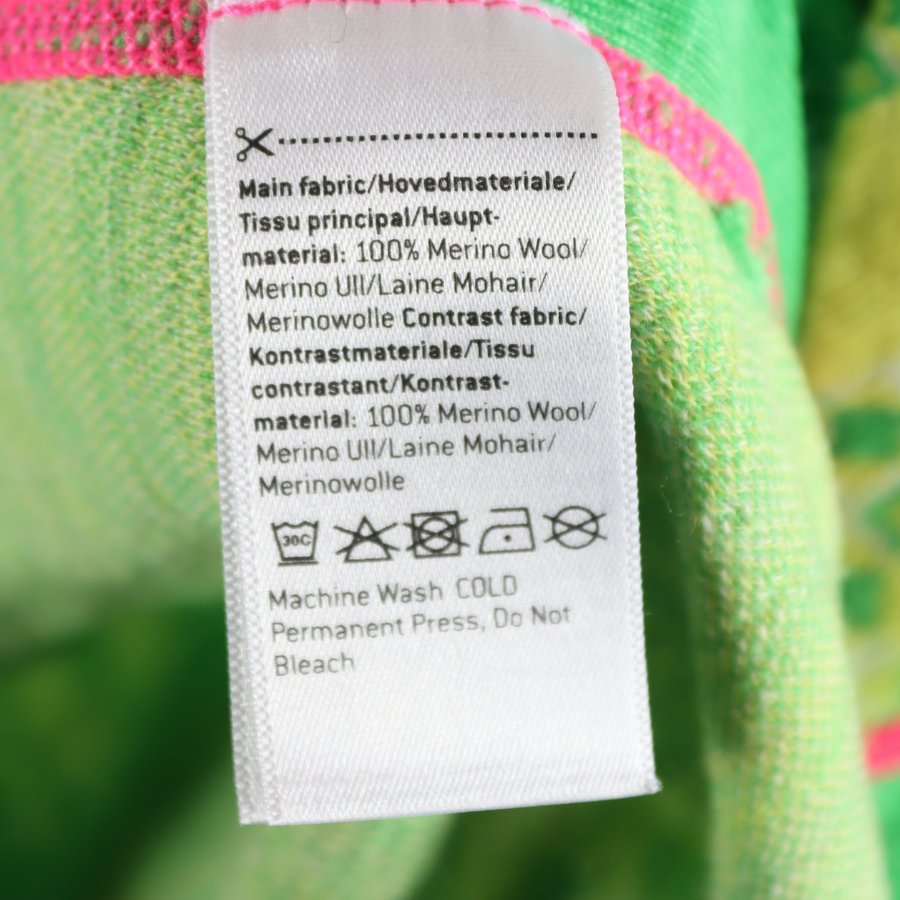 Main fabric/Hovedmateriale/
Tissu principal/Haupt-
material: 100% Merino Wool/
Merino Ull/Laine Mohair/
Merinowolle Contrast fabric/
Kontrastmateriale/Tissu
contrastant/Kontrast-
material: 100% Merino Wool/
Merino Ull/Laine Mohair/
Merinowolle
30C
Machine Wash COLD
Permanent Press, Do Not
Bleach